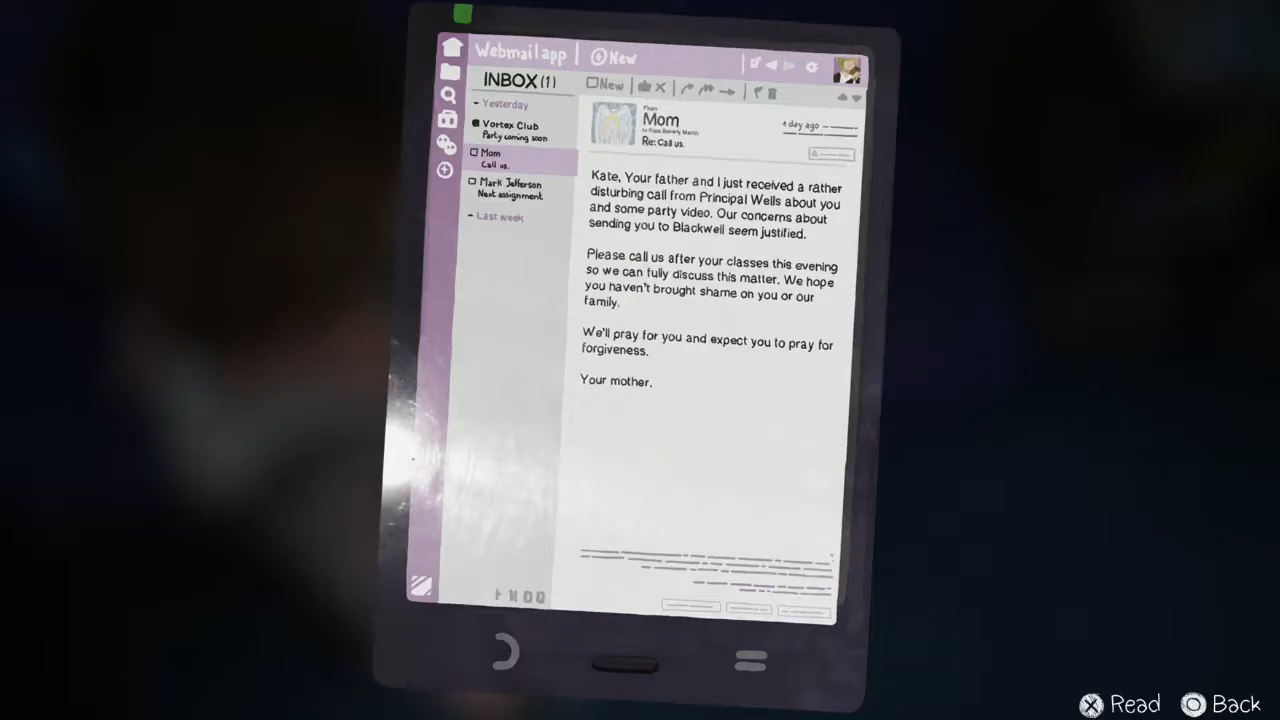 Webmail app | New
INBOX (1)
New
Yesterday
Vortex Club
Party coming soon
Mom
Call us.
Mark Jefferson
Next assignment
Last week
From
Mom
to Kate Beverly Marsh
Re: Call us.
4 day ago
Kate, Your father and I just received a rather
disturbing call from Principal Wells about you
and some party video. Our concerns about
sending you to Blackwell seem justified.
Please call us after your classes this evening
so we can fully discuss this matter. We hope
you haven't brought shame on you or our
family.
We'll pray for you and expect you to pray for
forgiveness.
Your mother.
Read
Back